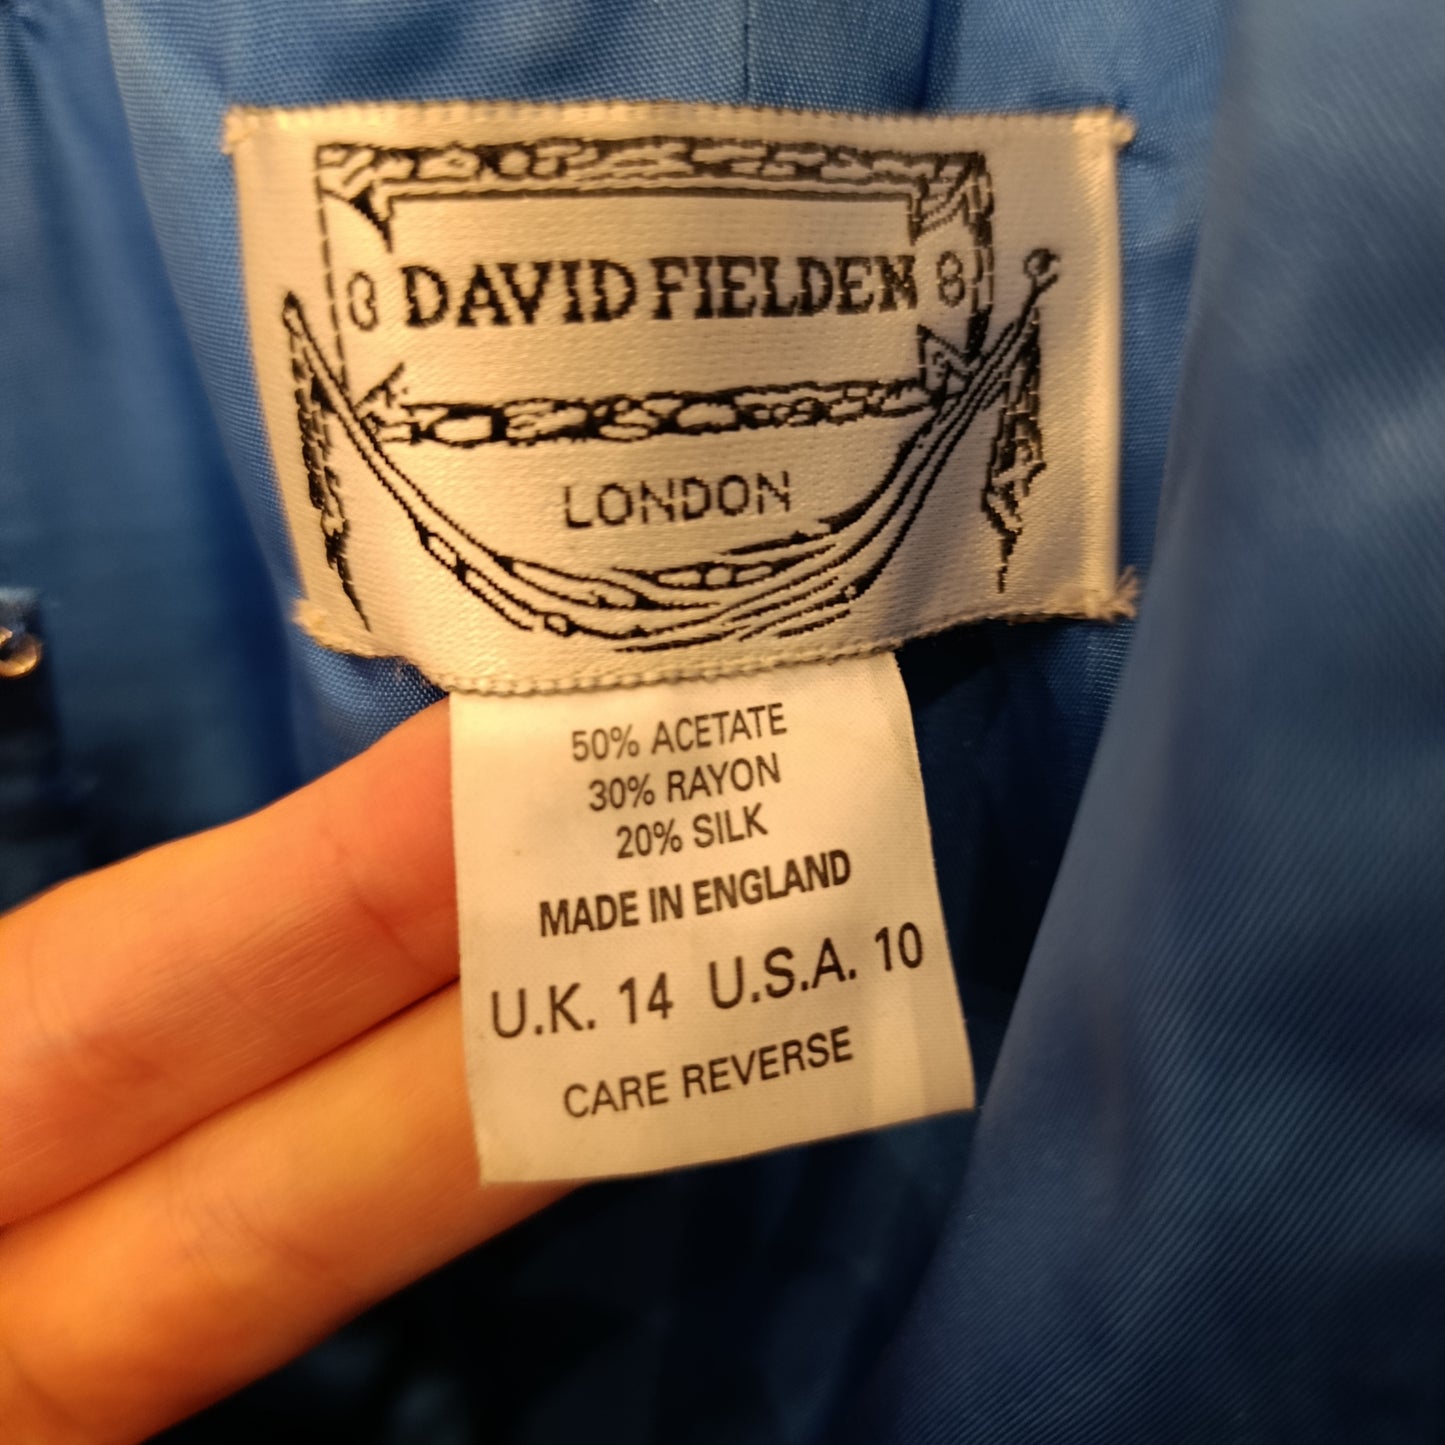 DAVID FIELDEN
LONDON
50% ACETATE
30% RAYON
20% SILK
MADE IN ENGLAND
U.K. 14 U.S.A. 10
CARE REVERSE